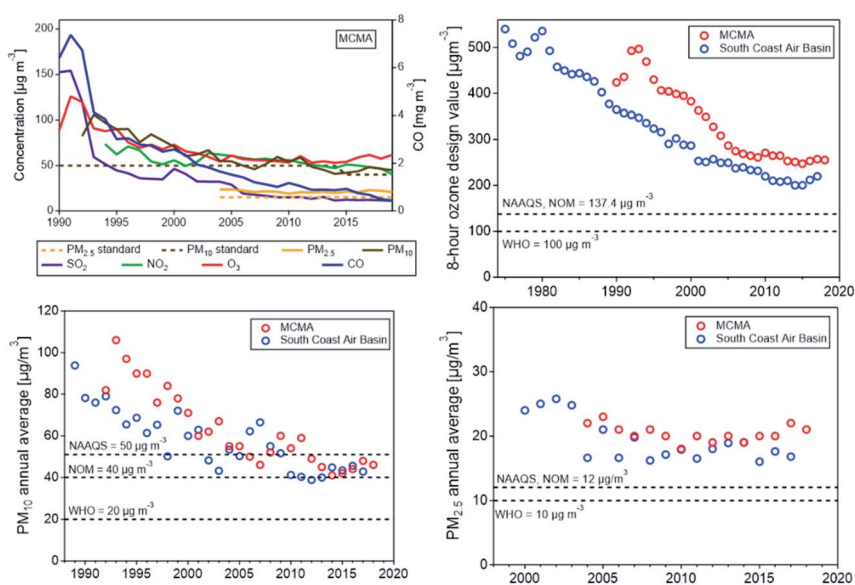 MCMA
Concentration [µg m⁻³]
CO [mg m⁻³]
200
150
100
50
0
8
6
4
2
0
1990 1995 2000 2005 2010 2015
PM2.5 standard PM10 standard PM2.5 PM10
SO2 NO2 O3 CO
MCMA
South Coast Air Basin
8-hour ozone design value [µgm⁻³]
500
400
300
200
100
0
NAAQS, NOM = 137.4 µg m⁻³
WHO = 100 µg m⁻³
1980 1990 2000 2010 2020
MCMA
South Coast Air Basin
PM10 annual average [µg/m³]
120
100
80
60
40
20
0
NAAQS = 50 µg m⁻³
NOM = 40 µg m⁻³
WHO = 20 µg m⁻³
1990 1995 2000 2005 2010 2015 2020
MCMA
South Coast Air Basin
PM2.5 annual average [µg/m³]
40
30
20
10
0
NAAQS, NOM = 12 µg/m³
WHO = 10 µg m⁻³
2000 2005 2010 2015 2020